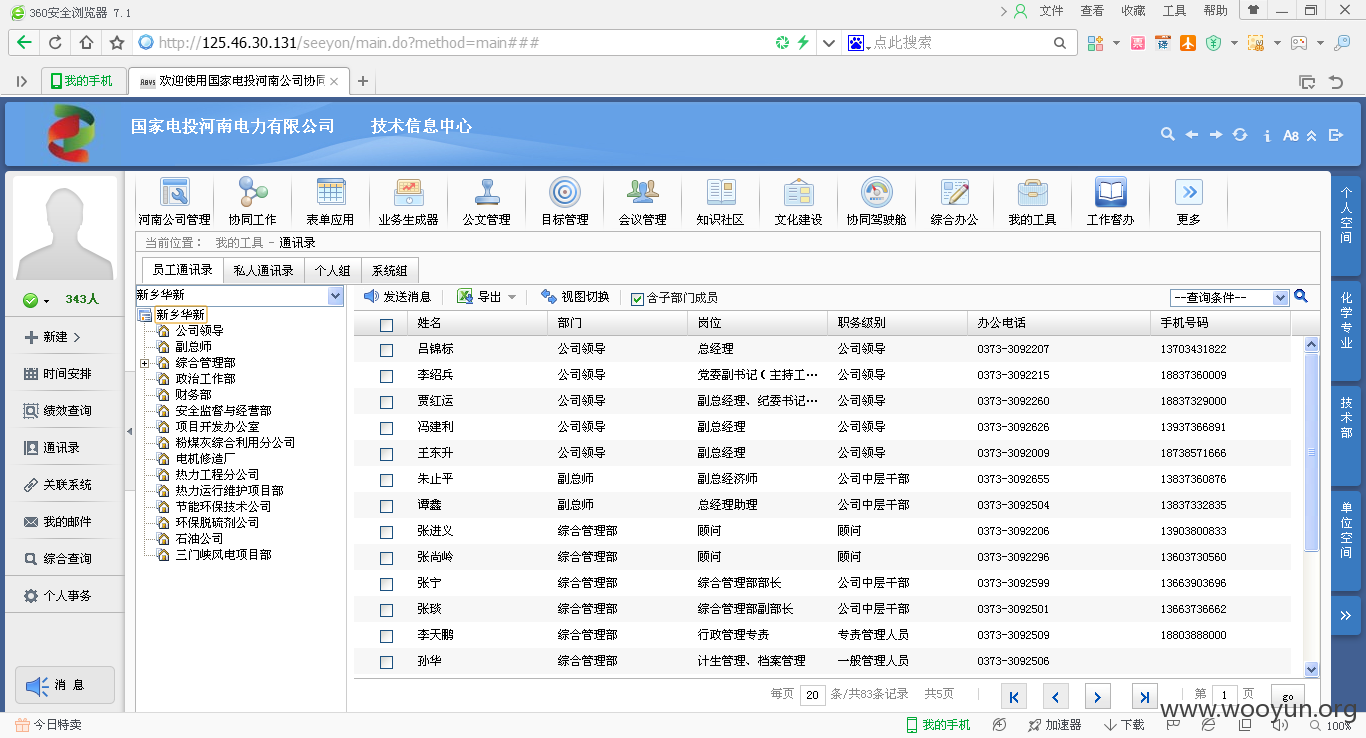 360安全浏览器 7.1
文件 查看 收藏 工具 帮助
http://125.46.30.131/seeyon/main.do?method=main###
点此搜索
我的手机
欢迎使用国家电投河南公司协同
国家电投河南电力有限公司 技术信息中心
河南公司管理 协同工作 表单应用 业务生成器 公文管理 目标管理 会议管理 知识社区 文化建设 协同驾驶舱 综合办公 我的工具 工作督办 更多
343人
新建
时间安排
绩效查询
通讯录
关联系统
我的邮件
综合查询
个人事务
消 息
当前位置： 我的工具 - 通讯录
员工通讯录 私人通讯录 个人组 系统组
新乡华新
新乡华新
公司领导
副总师
综合管理部
政治工作部
财务部
安全监督与经营部
项目开发办公室
粉煤灰综合利用分公司
电机修造厂
热力工程分公司
热力运行维护项目部
节能环保技术公司
环保脱硫剂公司
石油公司
三门峡风电项目部
发送消息 导出 视图切换 含子部门成员 --查询条件--
姓名 部门 岗位 职务级别 办公电话 手机号码
吕锦标 公司领导 总经理 公司领导 0373-3092207 13703431822
李绍兵 公司领导 党委副书记（主持工… 公司领导 0373-3092215 18837360009
贾红运 公司领导 副总经理、纪委书记… 公司领导 0373-3092260 18837329000
冯建利 公司领导 副总经理 公司领导 0373-3092626 13937366891
王东升 公司领导 副总经理 公司领导 0373-3092009 18738571666
朱止平 副总师 副总经济师 公司中层干部 0373-3092655 13837360876
谭鑫 副总师 总经理助理 公司中层干部 0373-3092504 13837332835
张进义 综合管理部 顾问 顾问 0373-3092206 13903800833
张尚岭 综合管理部 顾问 顾问 0373-3092296 13603730560
张宁 综合管理部 综合管理部部长 公司中层干部 0373-3092599 13663903696
张琰 综合管理部 综合管理部副部长 公司中层干部 0373-3092501 13663736662
李天鹏 综合管理部 行政管理专责 专责管理人员 0373-3092509 18803888000
孙华 综合管理部 计生管理、档案管理 一般管理人员 0373-3092506
每页 20 条/共83条记录 共5页 第 1 页 go
个人空间
化学专业
技术部
单位空间
www.wooyun.org
今日特卖
我的手机 加速器 下载 100%